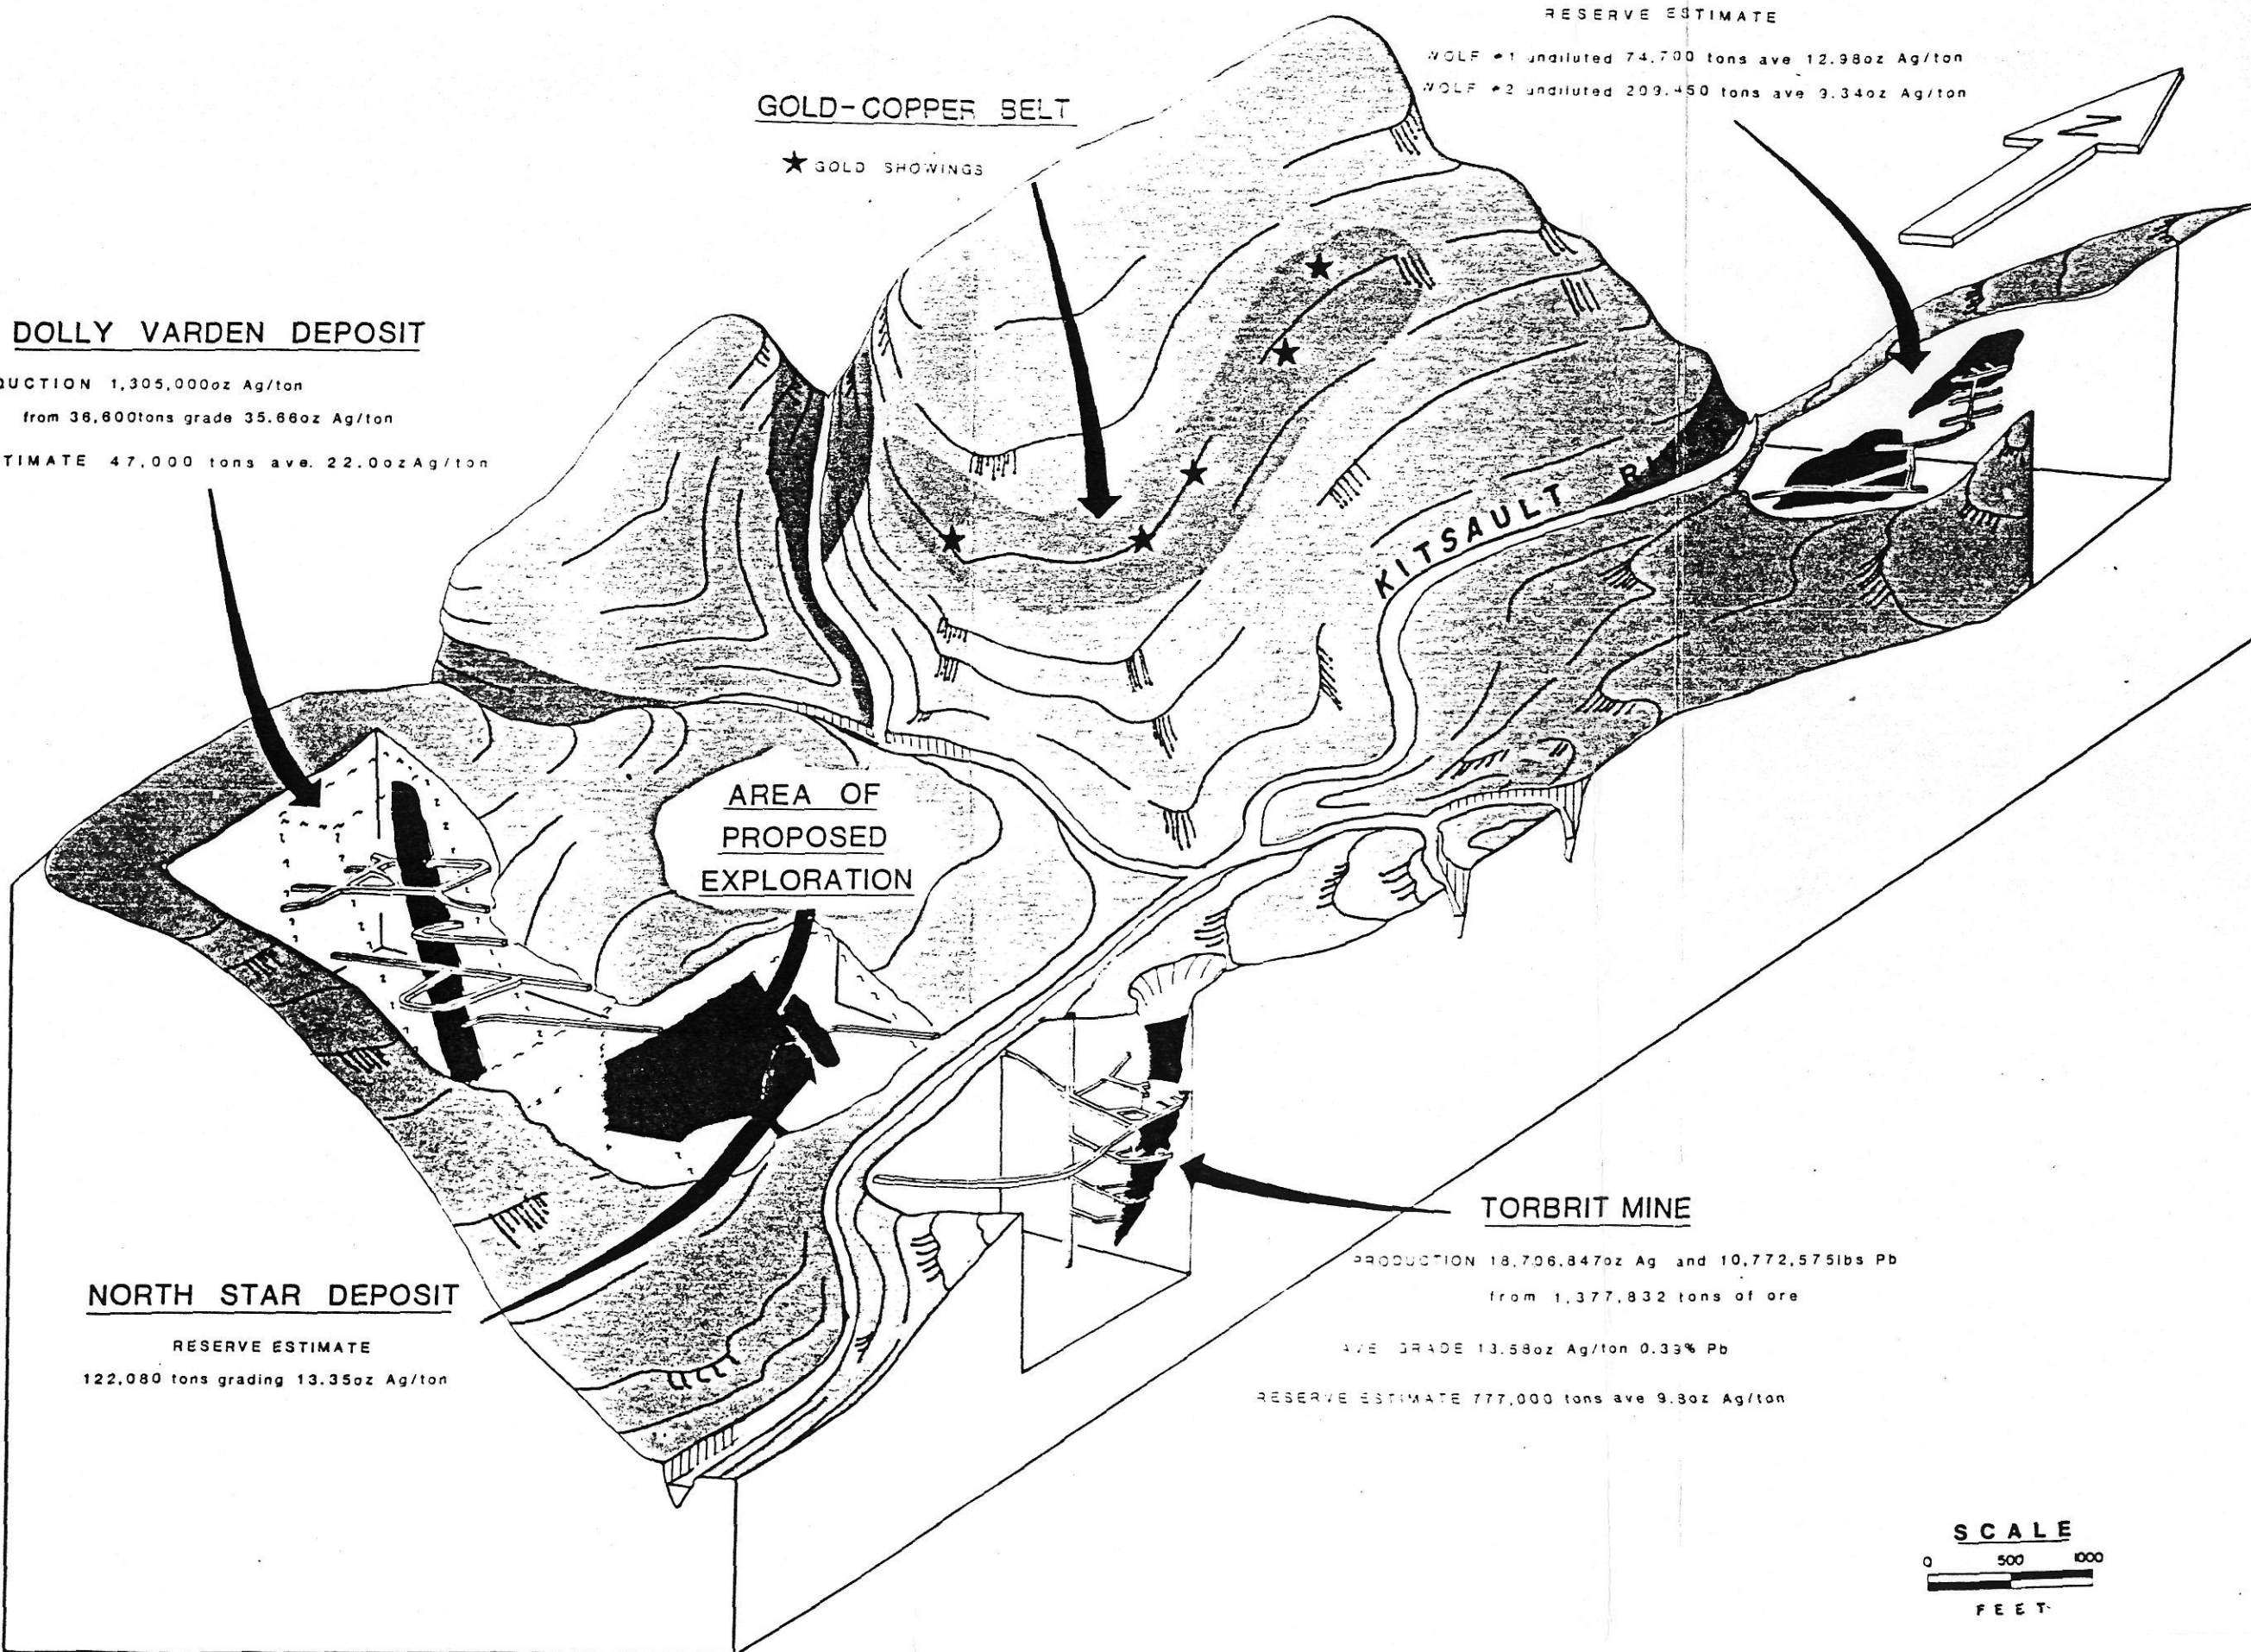 RESERVE ESTIMATE
WOLF #1 undiluted 74,700 tons ave 12.98oz Ag/ton
WOLF #2 undiluted 209,450 tons ave 9.34oz Ag/ton
N
GOLD-COPPER BELT
★ GOLD SHOWINGS
DOLLY VARDEN DEPOSIT
DUCTION 1,305,000oz Ag/ton
from 36,600tons grade 35.66oz Ag/ton
TIMATE 47,000 tons ave. 22.0ozAg/ton
KITSAULT
AREA OF
PROPOSED
EXPLORATION
TORBRIT MINE
PRODUCTION 18,706,847oz Ag and 10,772,575lbs Pb
from 1,377,832 tons of ore
AVE GRADE 13.58oz Ag/ton 0.39% Pb
RESERVE ESTIMATE 777,000 tons ave 9.8oz Ag/ton
NORTH STAR DEPOSIT
RESERVE ESTIMATE
122,080 tons grading 13.35oz Ag/ton
SCALE
0 500 1000
FEET